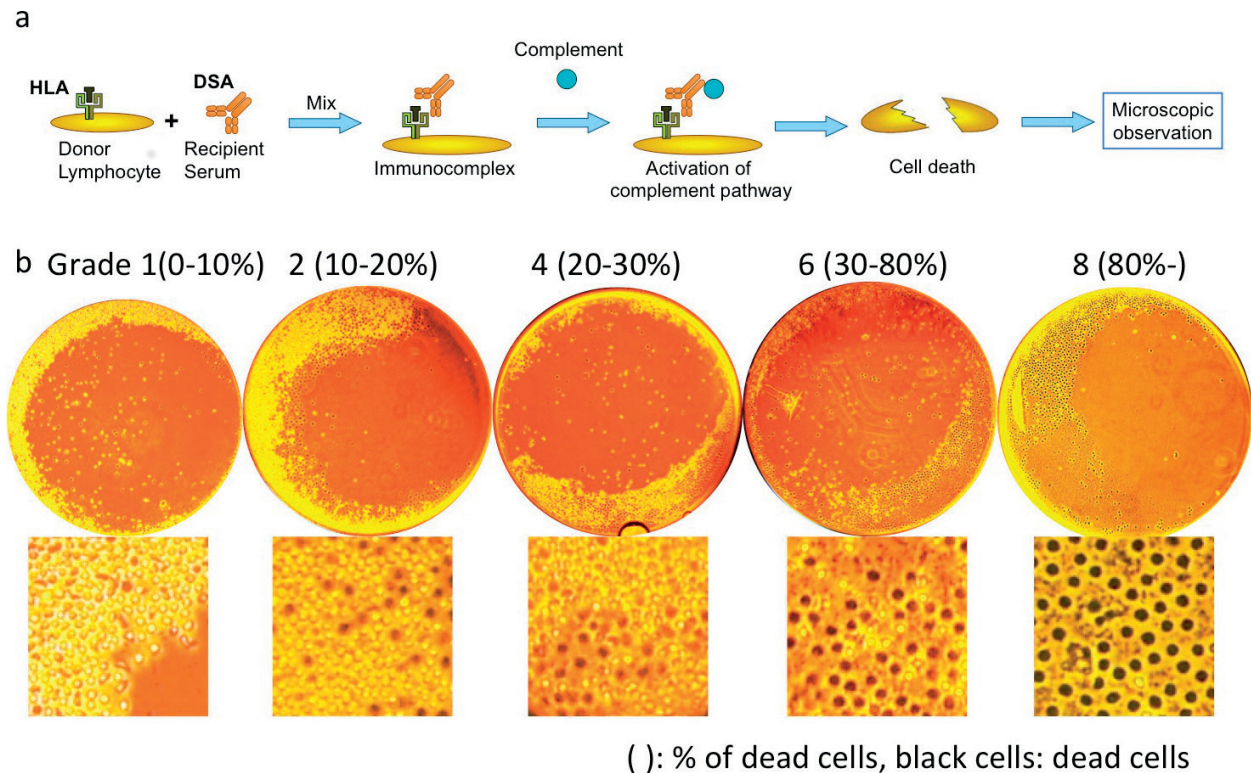 a
Complement
HLA
DSA
Mix
+
Donor
Lymphocyte
Recipient
Serum
Immunocomplex
Activation of
complement pathway
Cell death
Microscopic
observation
b Grade 1(0-10%) 2 (10-20%) 4 (20-30%) 6 (30-80%) 8 (80%-)
( ): % of dead cells, black cells: dead cells